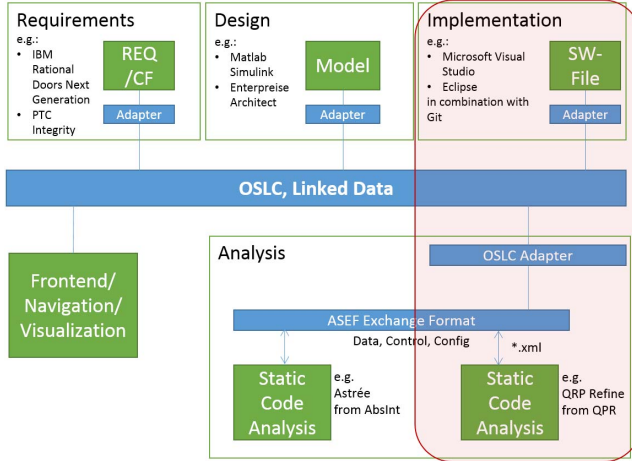 Requirements
e.g.:
• IBM
Rational
Doors Next
Generation
• PTC
Integrity
REQ
/CF
Adapter
Design
e.g.:
• Matlab
Simulink
• Enterpreise
Architect
Model
Adapter
Implementation
e.g.:
• Microsoft Visual
Studio
• Eclipse
in combination with
Git
SW-
File
Adapter
OSLC, Linked Data
Frontend/
Navigation/
Visualization
Analysis
OSLC Adapter
ASEF Exchange Format
Data, Control, Config
*.xml
Static
Code
Analysis
e.g.
Astrée
from AbsInt
Static
Code
Analysis
e.g.
QRP Refine
from QPR